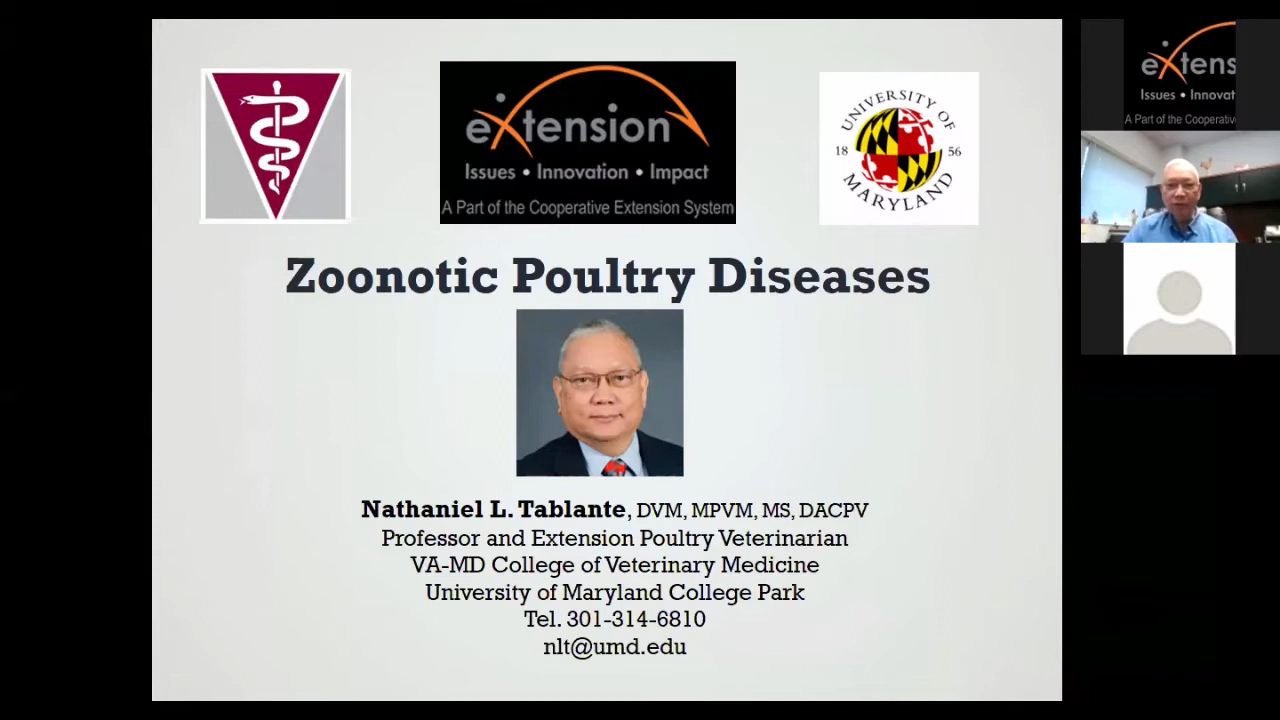 eXtension
Issues • Innovation • Impact
A Part of the Cooperative Extension System
UNIVERSITY OF
18 56
MARYLAND
Zoonotic Poultry Diseases
Nathaniel L. Tablante, DVM, MPVM, MS, DACPV
Professor and Extension Poultry Veterinarian
VA-MD College of Veterinary Medicine
University of Maryland College Park
Tel. 301-314-6810
nlt@umd.edu
eXtens
Issues • Innovat
A Part of the Cooperativ